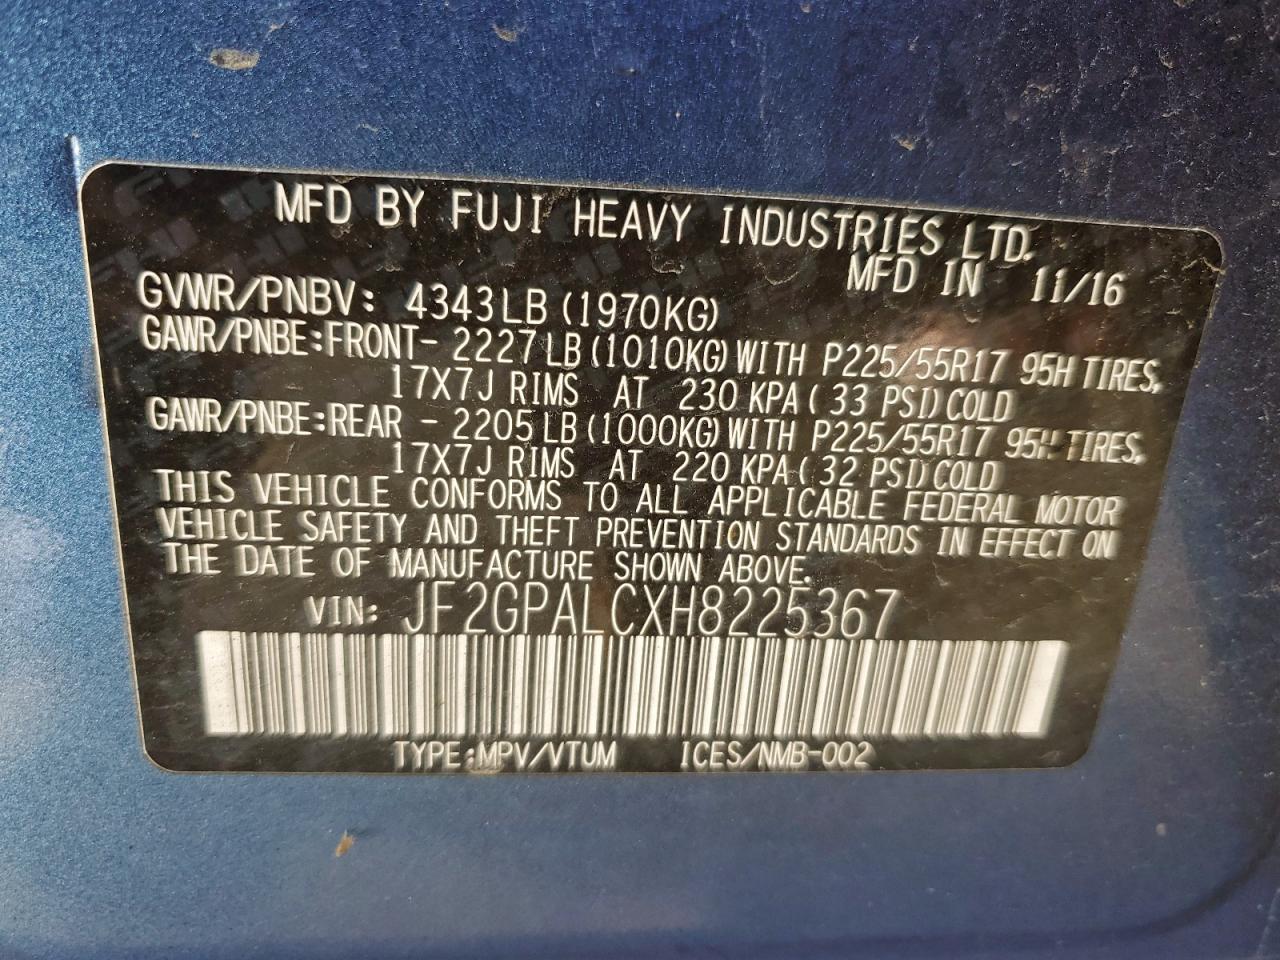 MFD BY FUJI HEAVY INDUSTRIES LTD.
MFD IN 11/16
GVWR/PNBV: 4343LB (1970KG)
GAWR/PNBE:FRONT- 2227LB (1010KG) WITH P225/55R17 95H TIRES,
17X7J RIMS AT 230 KPA ( 33 PSI) COLD
GAWR/PNBE:REAR - 2205LB (1000KG) WITH P225/55R17 95H TIRES,
17X7J RIMS AT 220 KPA ( 32 PSI) COLD
THIS VEHICLE CONFORMS TO ALL APPLICABLE FEDERAL MOTOR
VEHICLE SAFETY AND THEFT PREVENTION STANDARDS IN EFFECT ON
THE DATE OF MANUFACTURE SHOWN ABOVE.
VIN: JF2GPALCXH8225367
TYPE:MPV/VTUM ICES/NMB-002